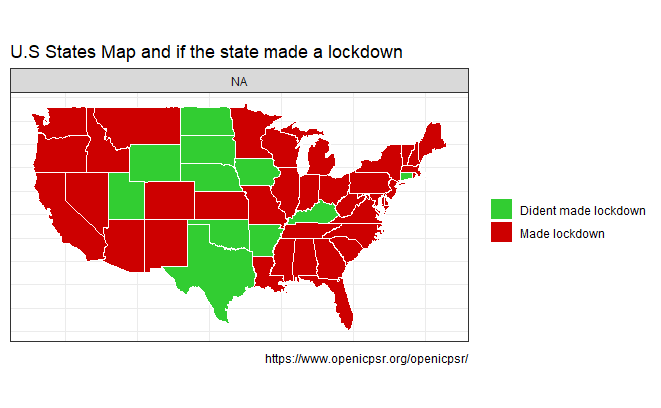 U.S States Map and if the state made a lockdown
NA
Dident made lockdown
Made lockdown
https://www.openicpsr.org/openicpsr/